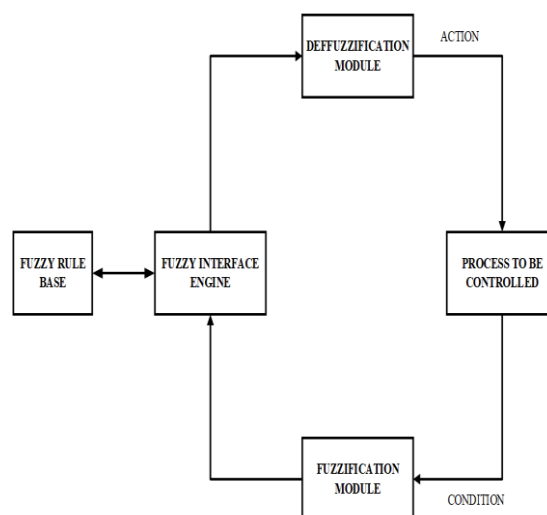 DEFFUZZIFICATION
MODULE
ACTION
FUZZY RULE
BASE
FUZZY INTERFACE
ENGINE
PROCESS TO BE
CONTROLLED
FUZZIFICATION
MODULE
CONDITION